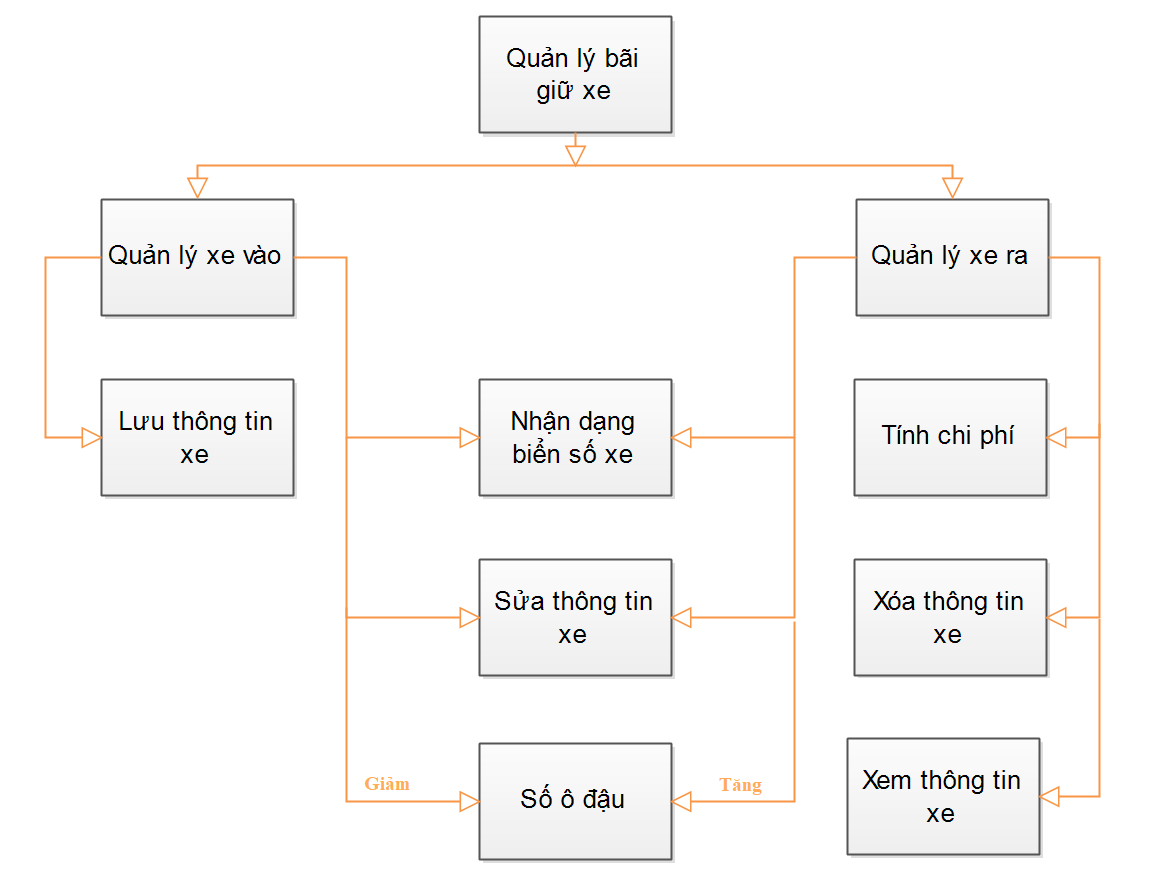 Quản lý bãi
giữ xe
Quản lý xe vào
Quản lý xe ra
Lưu thông tin
xe
Nhận dạng
biển số xe
Tính chi phí
Sửa thông tin
xe
Xóa thông tin
xe
Giảm
Số ô đậu
Tăng
Xem thông tin
xe